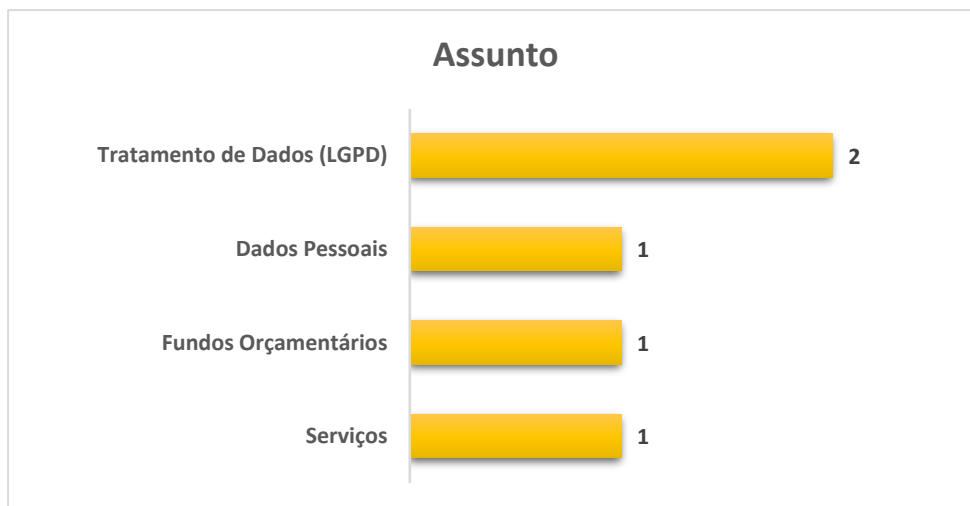 Assunto
Tratamento de Dados (LGPD) 2
Dados Pessoais 1
Fundos Orçamentários 1
Serviços 1